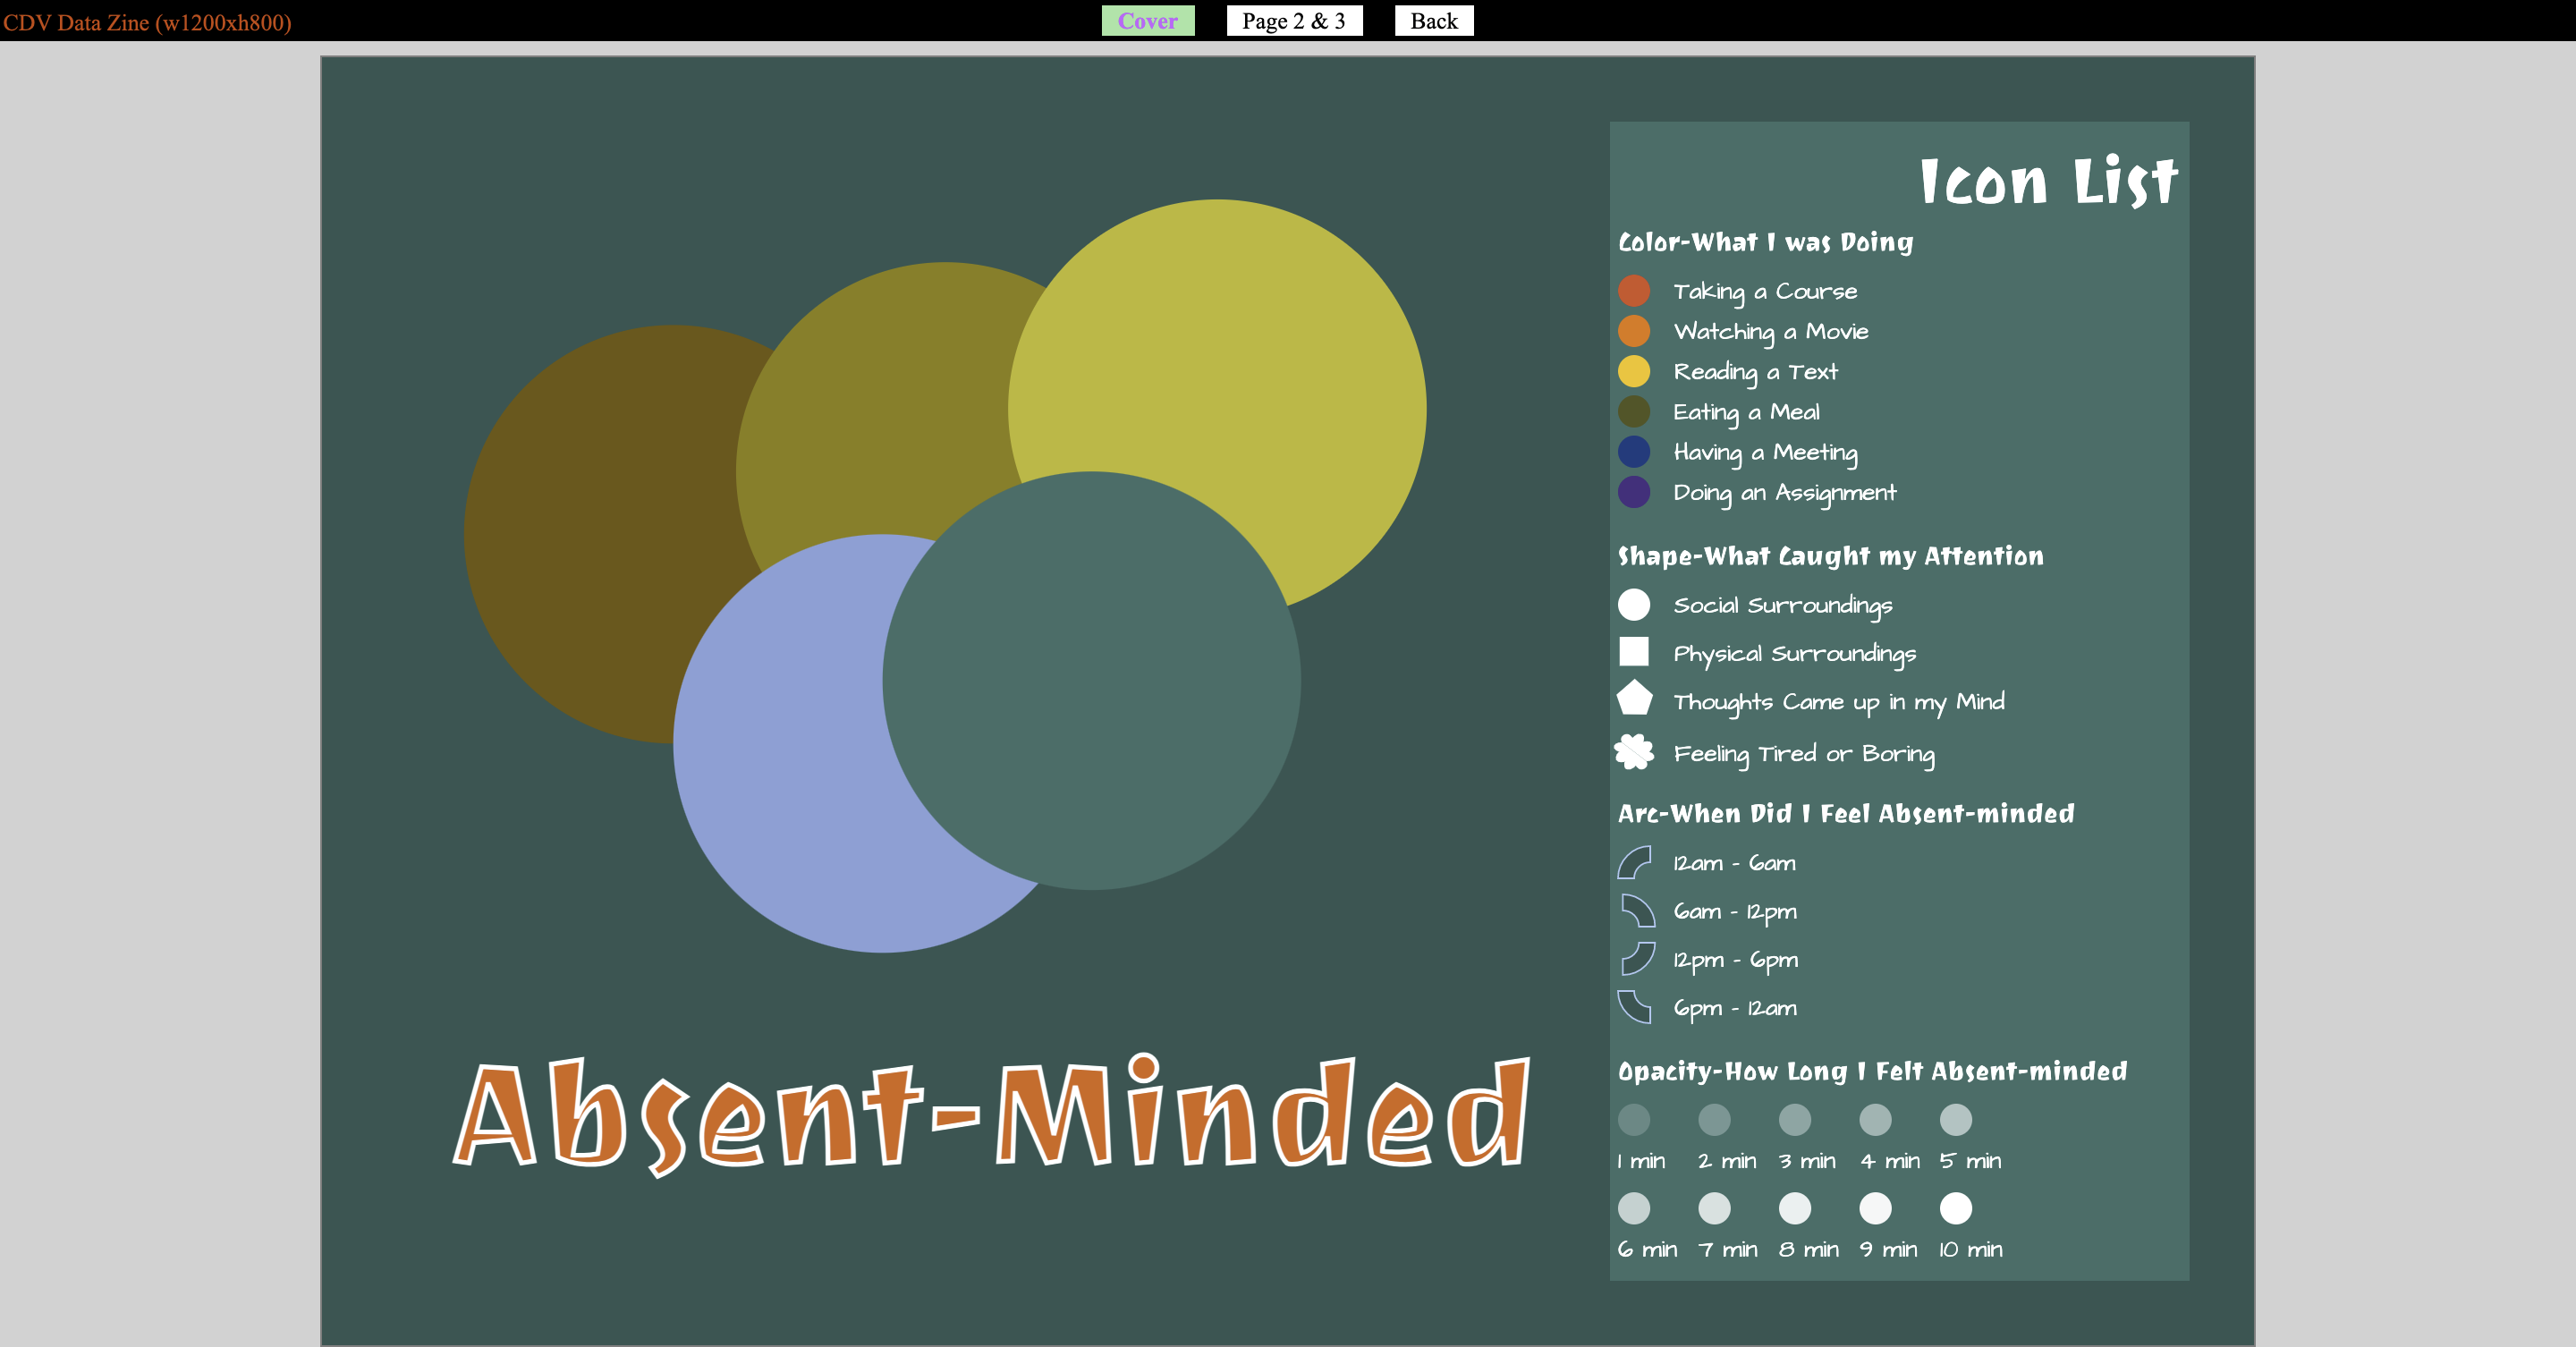 CDV Data Zine (w1200xh800)
Cover
Page 2 & 3
Back
Icon List
Color-What I was Doing
Taking a Course
Watching a Movie
Reading a Text
Eating a Meal
Having a Meeting
Doing an Assignment
Shape-What Caught my Attention
Social Surroundings
Physical Surroundings
Thoughts Came up in my Mind
Feeling Tired or Boring
Arc-When Did I Feel Absent-minded
12am - 6am
6am - 12pm
12pm - 6pm
6pm - 12am
Opacity-How Long I Felt Absent-minded
1 min 2 min 3 min 4 min 5 min
6 min 7 min 8 min 9 min 10 min
Absent-Minded